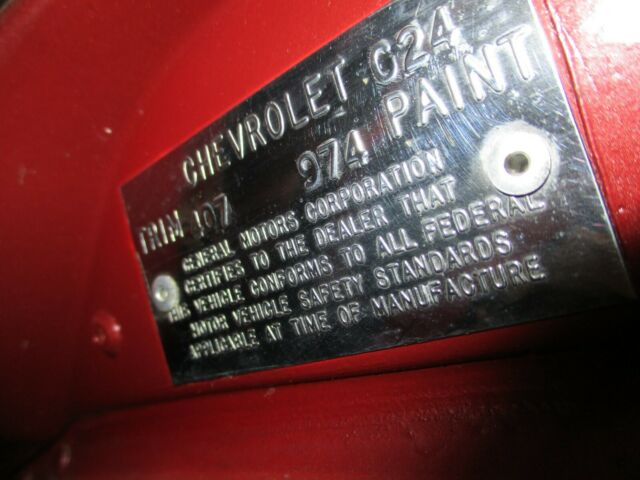 CHEVROLET C24
TRIM 407 974 PAINT
GENERAL MOTORS CORPORATION
CERTIFIES TO THE DEALER THAT
THIS VEHICLE CONFORMS TO ALL FEDERAL
MOTOR VEHICLE SAFETY STANDARDS
APPLICABLE AT TIME OF MANUFACTURE